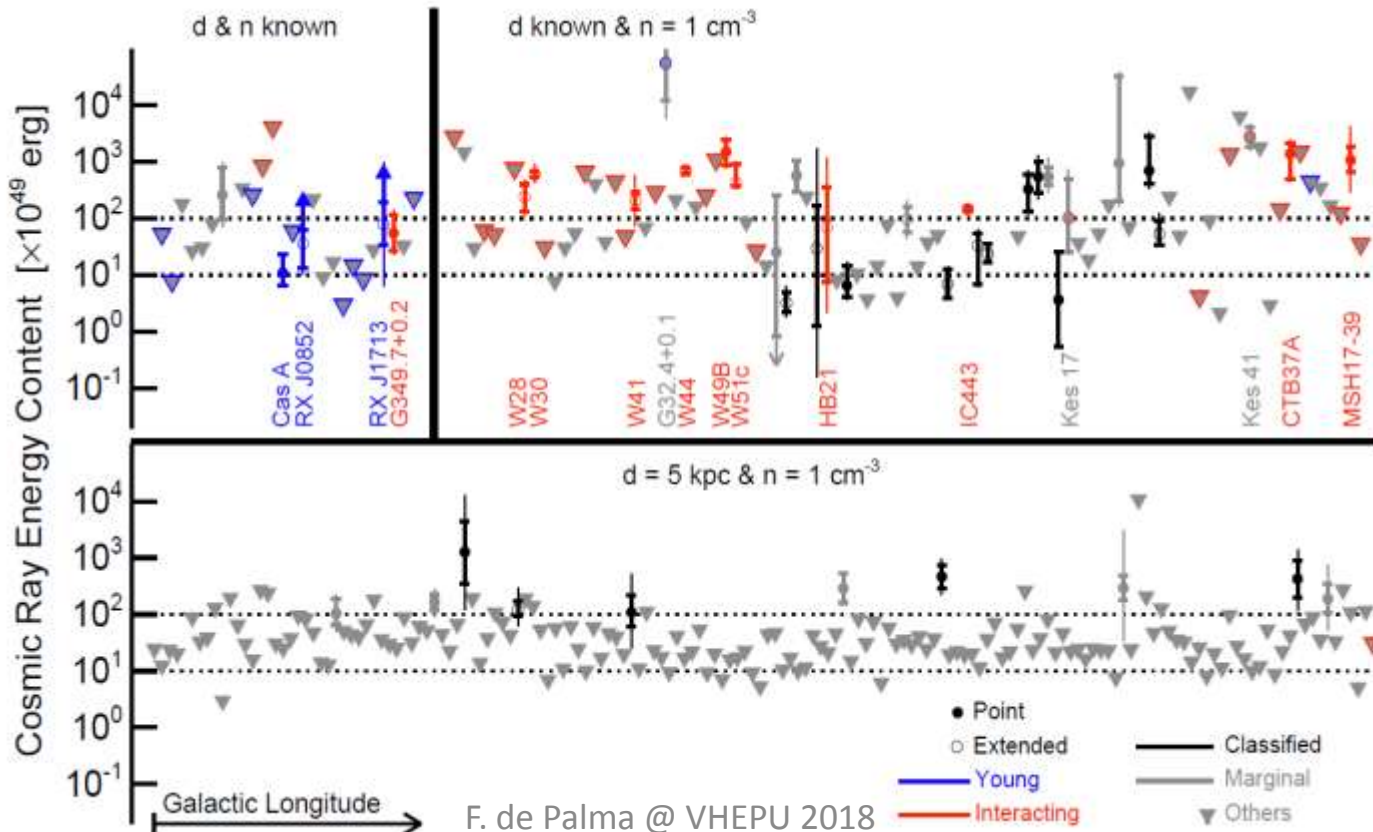 d & n known
d known & n = 1 cm⁻³
Cosmic Ray Energy Content [×10⁴⁹ erg]
10⁴
10³
10²
10¹
10⁰
10⁻¹
Cas A
RX J0852
RX J1713
G349.7+0.2
W28
W30
W41
G32.4+0.1
W44
W49B
W51c
HB21
IC443
Kes 17
Kes 41
CTB37A
MSH17-39
d = 5 kpc & n = 1 cm⁻³
10⁴
10³
10²
10¹
10⁰
10⁻¹
Point
Extended
Classified
Young
Marginal
Interacting
Others
Galactic Longitude
F. de Palma @ VHEPU 2018